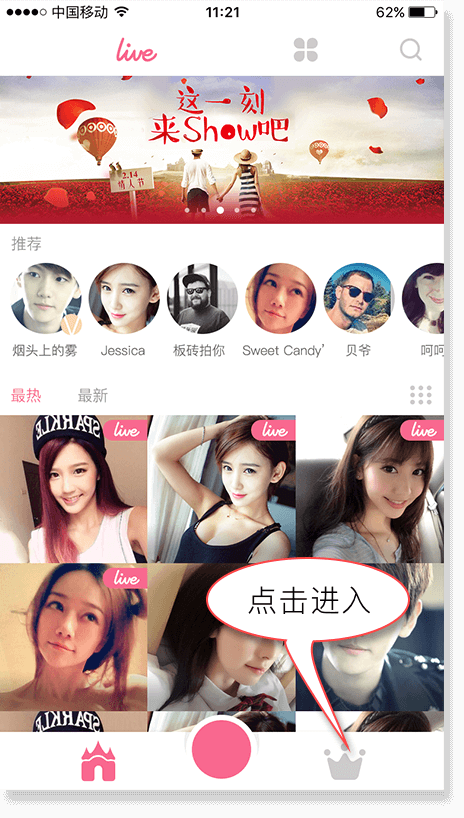 中国移动
11:21
62%
live
这一刻
来Show吧
2.14
情人节
推荐
烟头上的雾
Jessica
板砖拍你
Sweet Candy’
贝爷
呵呵
最热
最新
SPARKLE
live
live
live
live
点击进入
SPARKLE